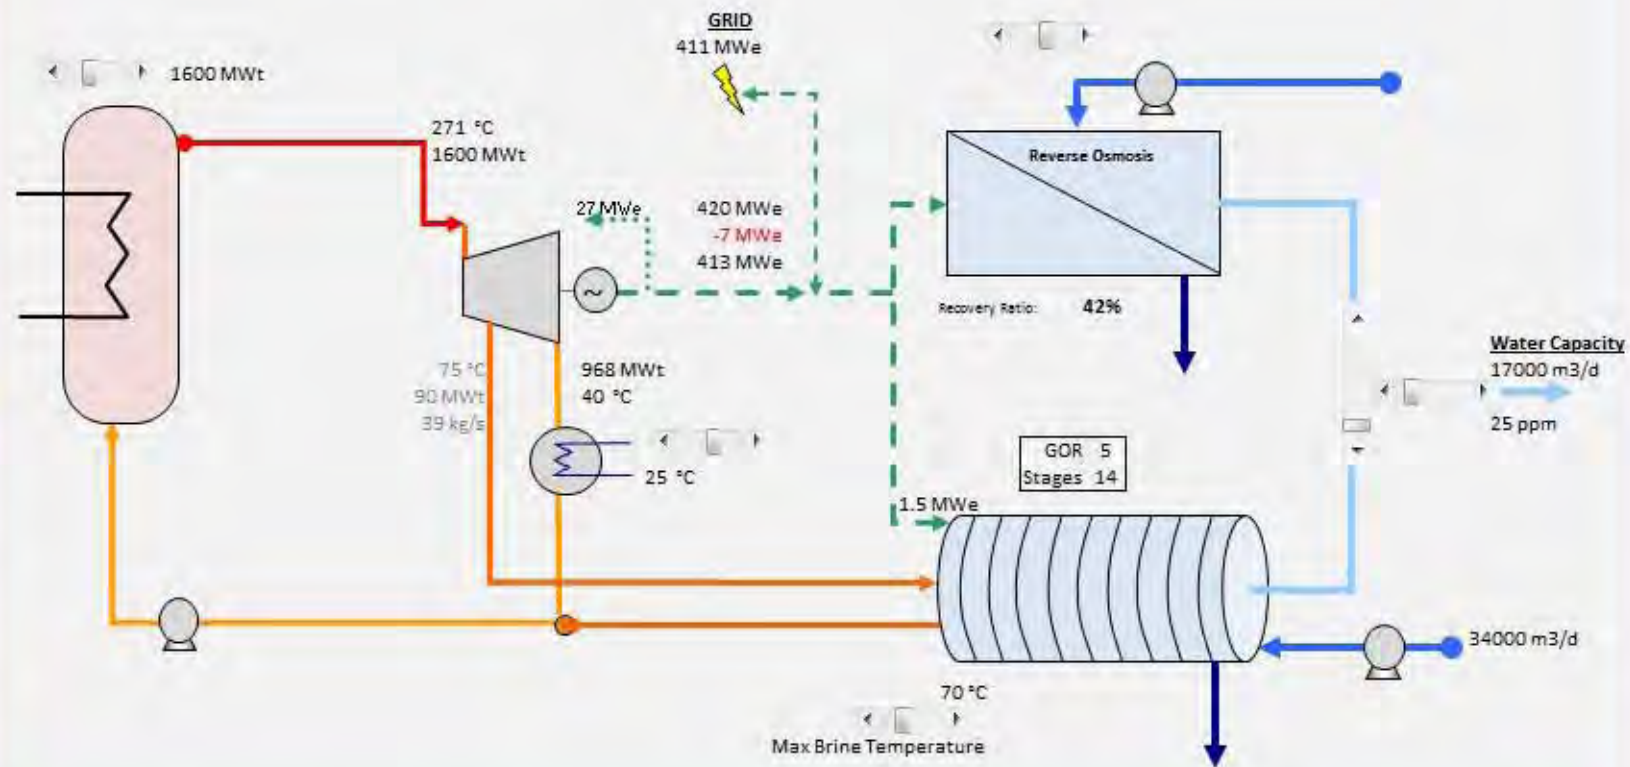 GRID
411 MWe
1600 MWt
271 °C
1600 MWt
Reverse Osmosis
27 MWe
420 MWe
-7 MWe
413 MWe
Recovery Ratio: 42%
Water Capacity
17000 m3/d
25 ppm
75 °C
90 MWt
39 kg/s
968 MWt
40 °C
25 °C
GOR 5
Stages 14
1.5 MWe
34000 m3/d
70 °C
Max Brine Temperature
~